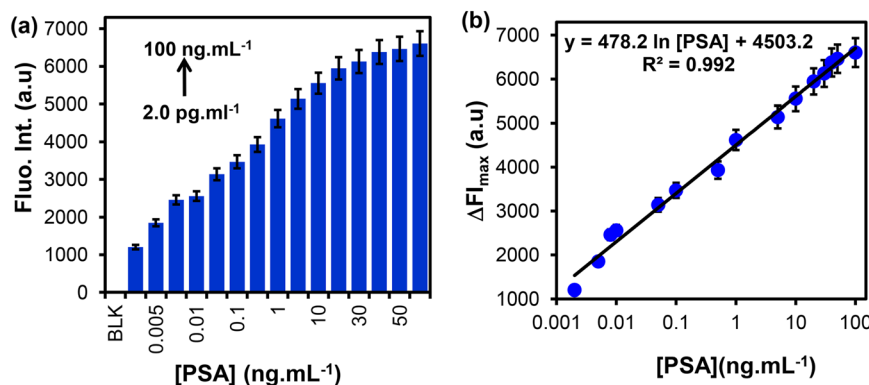 (a)
7000
6000
5000
4000
3000
2000
1000
0
Fluo. Int. (a.u)
100 ng.mL⁻¹
2.0 pg.ml⁻¹
BLK
0.005
0.01
0.1
1
10
30
50
[PSA] (ng.mL⁻¹)
(b)
7000
6000
5000
4000
3000
2000
1000
ΔFImax (a.u)
y = 478.2 ln [PSA] + 4503.2
R² = 0.992
0.001
0.01
0.1
1
10
100
[PSA](ng.mL⁻¹)